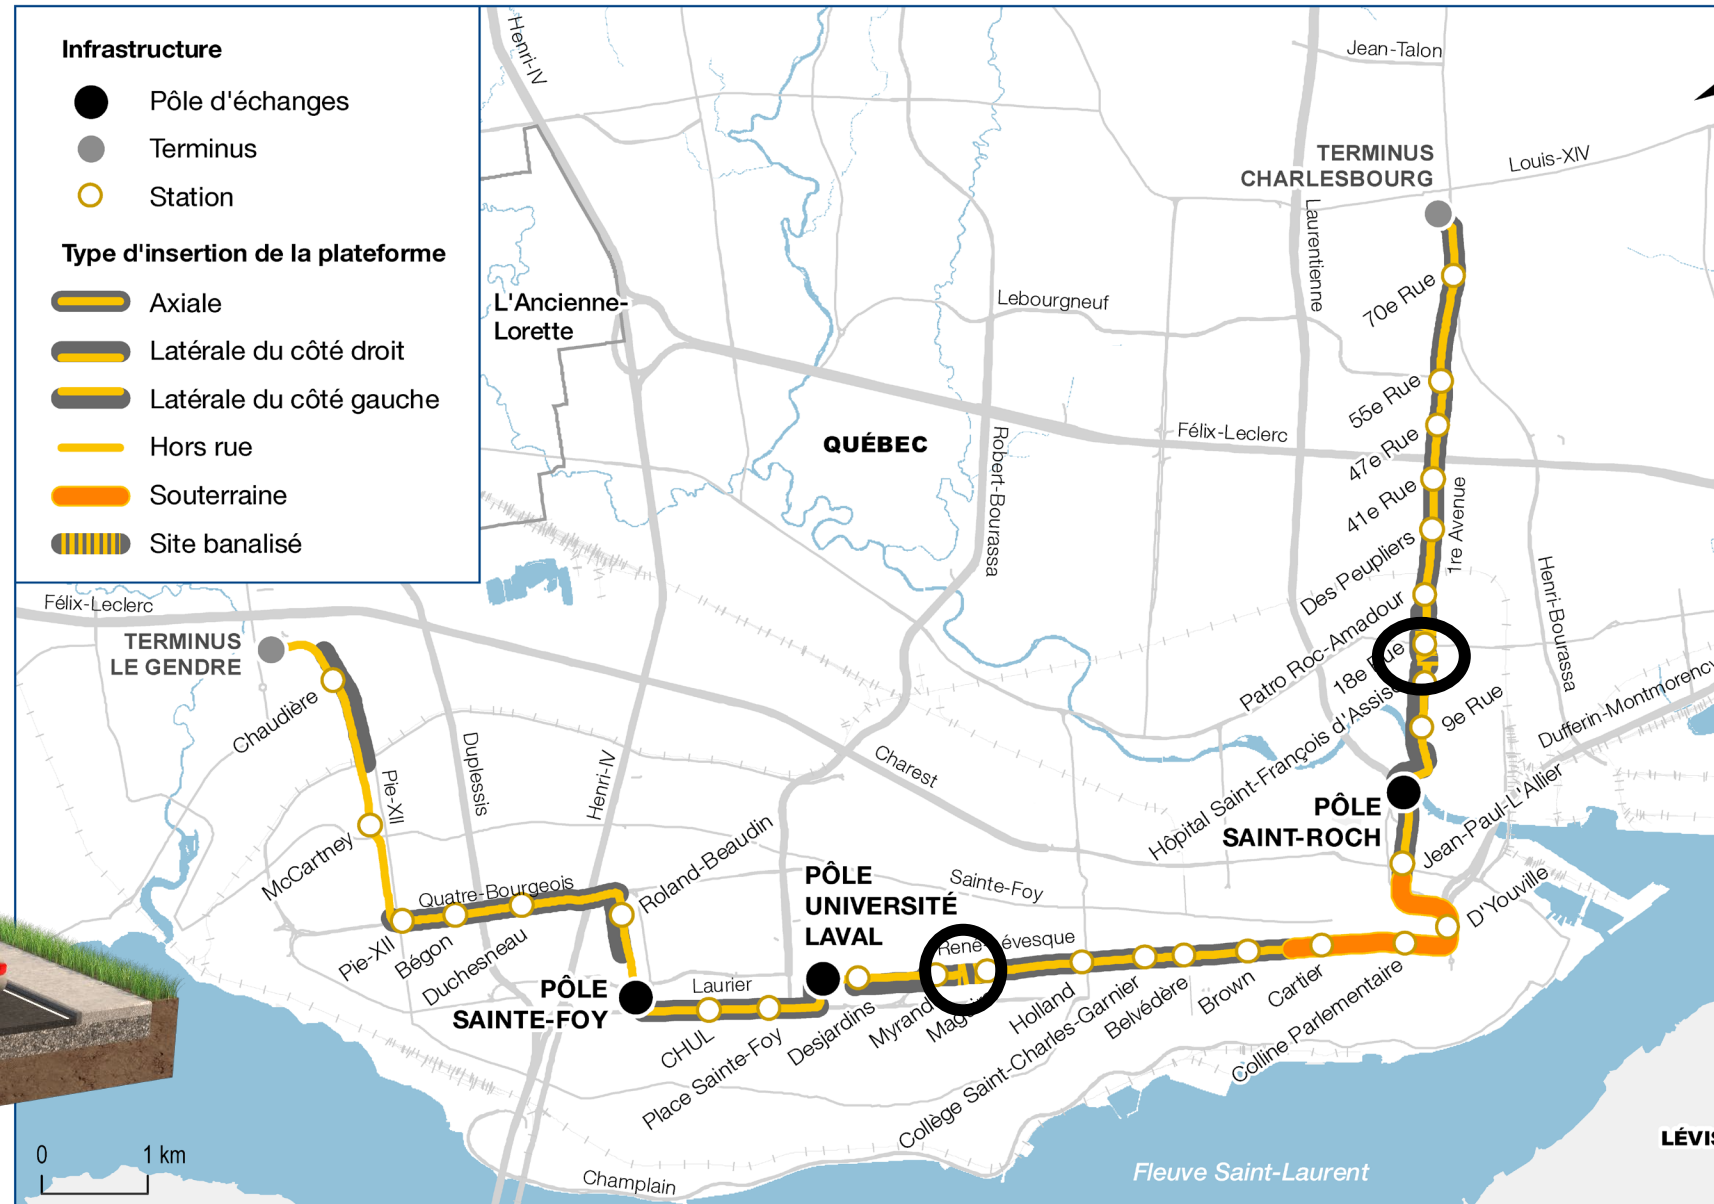 Infrastructure
Pôle d'échanges
Terminus
Station
Type d'insertion de la plateforme
Axiale
Latérale du côté droit
Latérale du côté gauche
Hors rue
Souterraine
Site banalisé
Henri-IV
Jean-Talon
TERMINUS
CHARLESBOURG
Louis-XIV
Laurentienne
70e Rue
L'Ancienne-
Lorette
Lebourgneuf
55e Rue
QUÉBEC
Félix-Leclerc
47e Rue
Robert-Bourassa
41e Rue
1re Avenue
Des Peupliers
Henri-Bourassa
Félix-Leclerc
TERMINUS
LE GENDRE
Patro Roc-Amadour
18e Rue
Hôpital Saint-François d'Assise
9e Rue
Dufferin-Montmorency
Chaudière
Pie-XII
Duplessis
Henri-IV
Charest
PÔLE
SAINT-ROCH
Jean-Paul-L'Allier
McCartney
Quatre-Bourgeois
Roland-Beaudin
PÔLE
UNIVERSITÉ
LAVAL
Sainte-Foy
D'Youville
René-Lévesque
Pie-XII
Bégon
Duchesneau
PÔLE
SAINTE-FOY
Laurier
CHUL
Place Sainte-Foy
Desjardins
Myrand
Holland
Collège Saint-Charles-Garnier
Belvédère
Brown
Cartier
Colline Parlementaire
0 1 km
Champlain
Fleuve Saint-Laurent